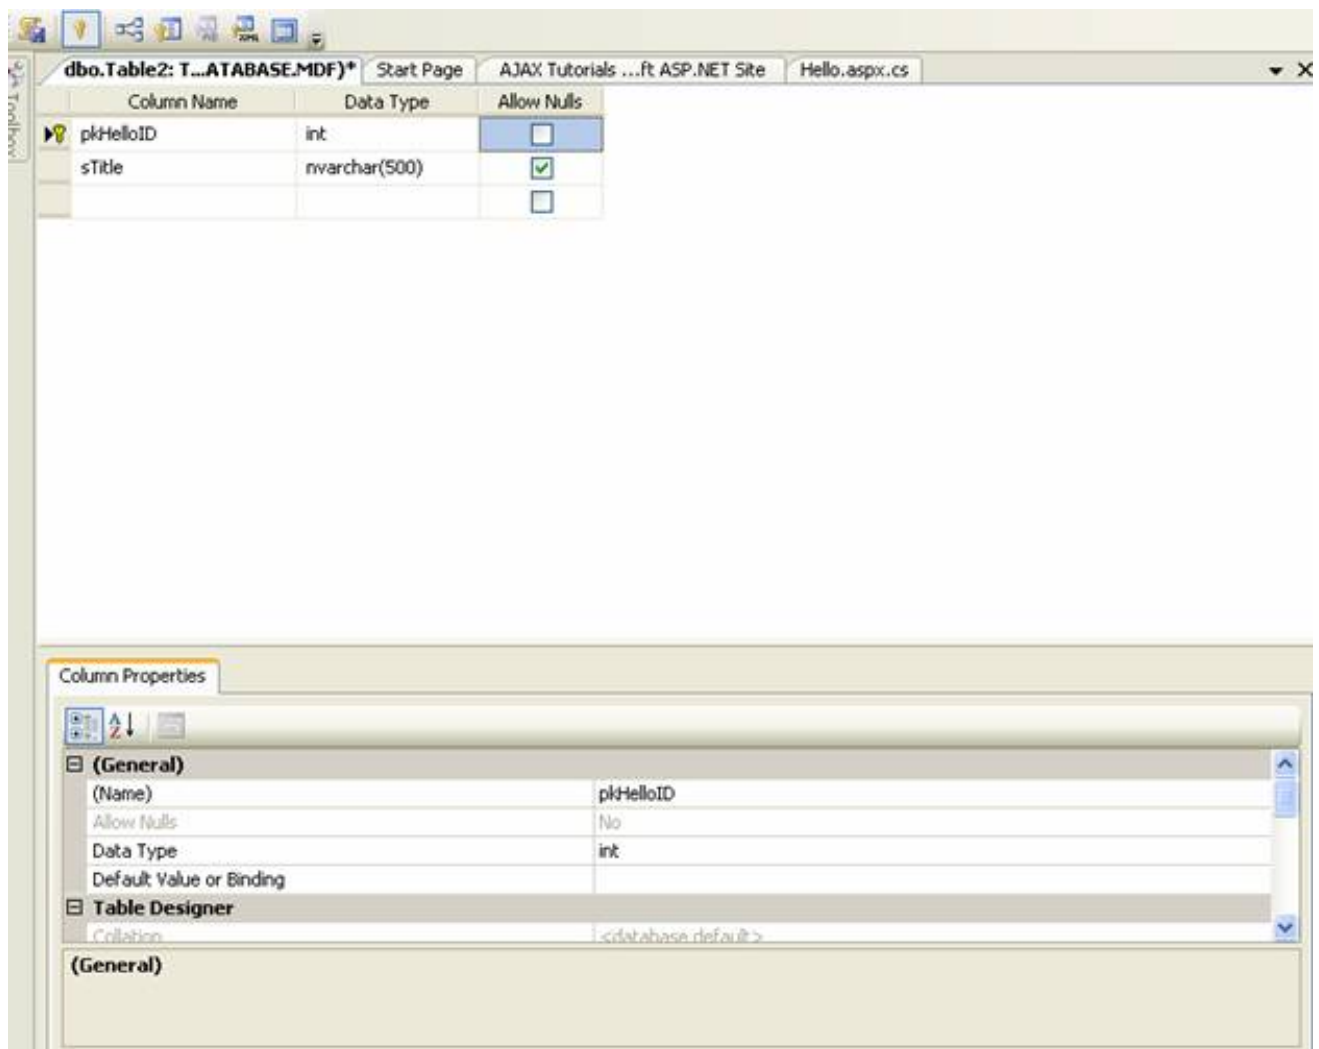 dbo.Table2: T...ATABASE.MDF)* Start Page AJAX Tutorials ...ft ASP.NET Site Hello.aspx.cs
Toolbox
Column Name Data Type Allow Nulls
pkHelloID int
sTitle nvarchar(500)
Column Properties
(General)
(Name) pkHelloID
Allow Nulls No
Data Type int
Default Value or Binding
Table Designer
Collation <database default>
(General)